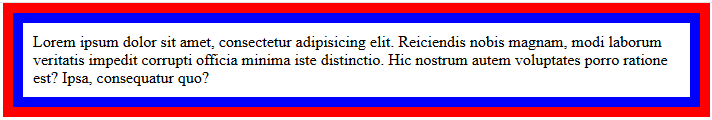 Lorem ipsum dolor sit amet, consectetur adipisicing elit. Reiciendis nobis magnam, modi laborum
veritatis impedit corrupti officia minima iste distinctio. Hic nostrum autem voluptates porro ratione
est? Ipsa, consequatur quo?